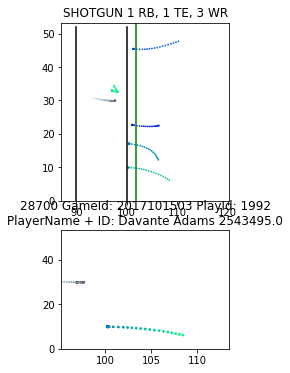 SHOTGUN 1 RB, 1 TE, 3 WR
50
40
30
20
10
0
90 100 110 120
28700 GameId: 2017101503 PlayId: 1992
PlayerName + ID: Davante Adams 2543495.0
40
20
0
100 105 110